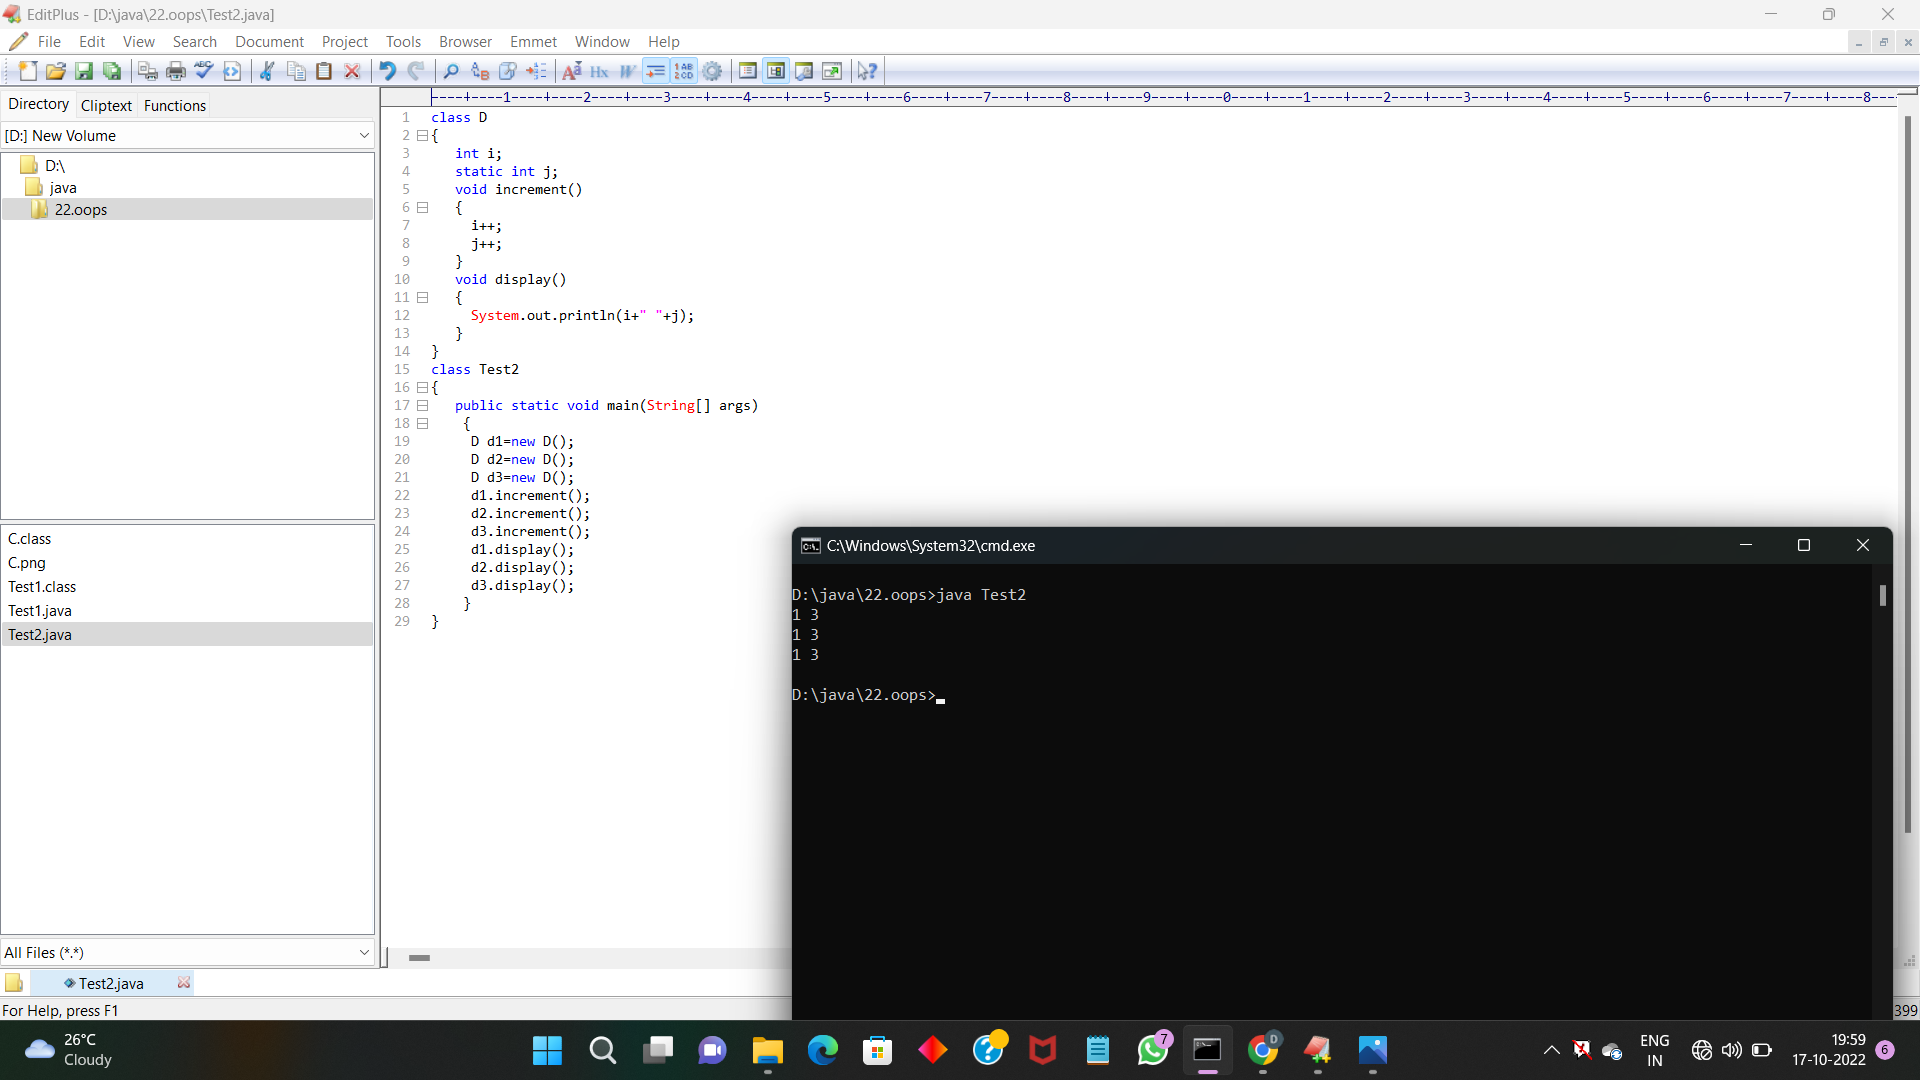 EditPlus - [D:\java\22.oops\Test2.java]
File Edit View Search Document Project Tools Browser Emmet Window Help
Directory Cliptext Functions
[D:] New Volume
D:\
java
22.oops
C.class
C.png
Test1.class
Test1.java
Test2.java
All Files (*.*)
----+----1----+----2----+----3----+----4----+----5----+----6----+----7----+----8----+----9----+----0----+----1----+----2----+----3----+----4----+----5----+----6----+----7----+----8--
1 class D
2 {
3 int i;
4 static int j;
5 void increment()
6 {
7 i++;
8 j++;
9 }
10 void display()
11 {
12 System.out.println(i+" "+j);
13 }
14 }
15 class Test2
16 {
17 public static void main(String[] args)
18 {
19 D d1=new D();
20 D d2=new D();
21 D d3=new D();
22 d1.increment();
23 d2.increment();
24 d3.increment();
25 d1.display();
26 d2.display();
27 d3.display();
28 }
29 }
C:\Windows\System32\cmd.exe
D:\java\22.oops>java Test2
1 3
1 3
1 3
D:\java\22.oops>
Test2.java
For Help, press F1
399
26°C
Cloudy
7
D
ENG
IN
19:59
17-10-2022
6